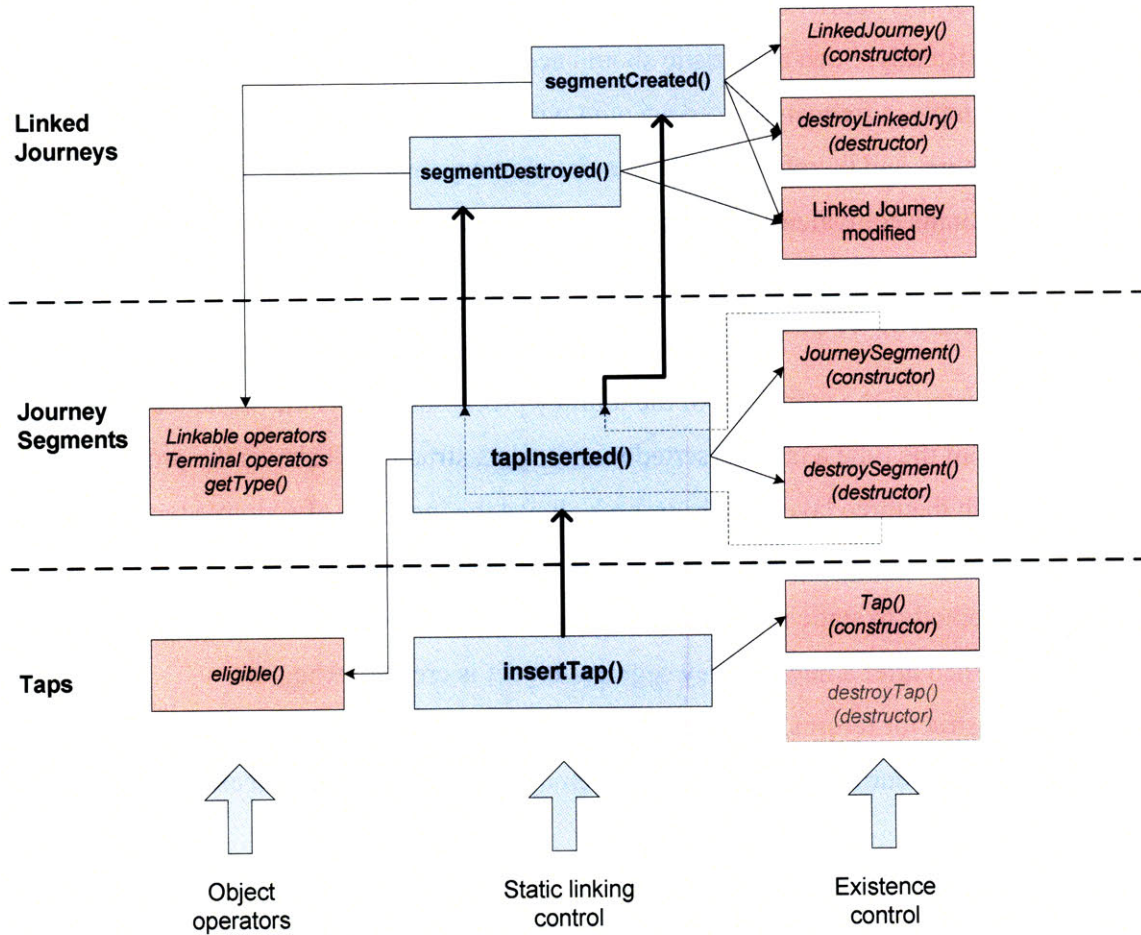 LinkedJourney()
(constructor)
segmentCreated()
Linked
Journeys
destroyLinkedJry()
(destructor)
segmentDestroyed()
Linked Journey
modified
JourneySegment()
(constructor)
Journey
Segments
Linkable operators
Terminal operators
getType()
tapInserted()
destroySegment()
(destructor)
Tap()
(constructor)
Taps
eligible()
insertTap()
destroyTap()
(destructor)
Object
operators
Static linking
control
Existence
control